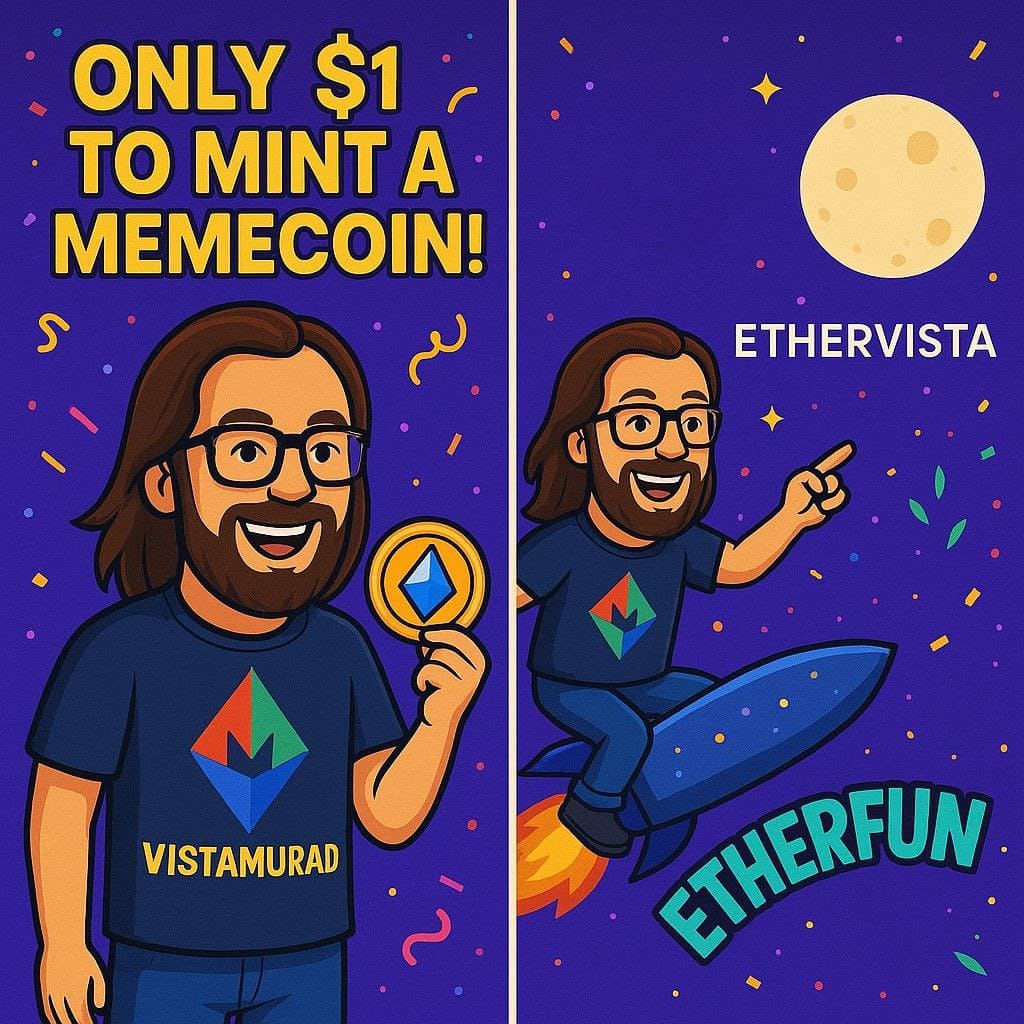 ONLY $1
TO MINT A
MEMECOIN!
M
VISTAMURAD
ETHERVISTA
M
ETHERFUN